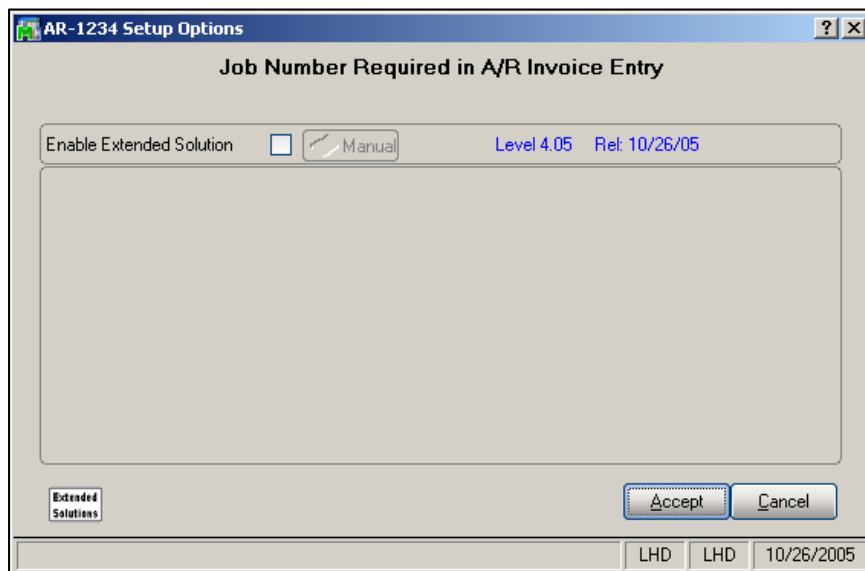 AR-1234 Setup Options
Job Number Required in A/R Invoice Entry
Enable Extended Solution Manual Level 4.05 Rel: 10/26/05
Extended
Solutions
Accept Cancel
LHD LHD 10/26/2005